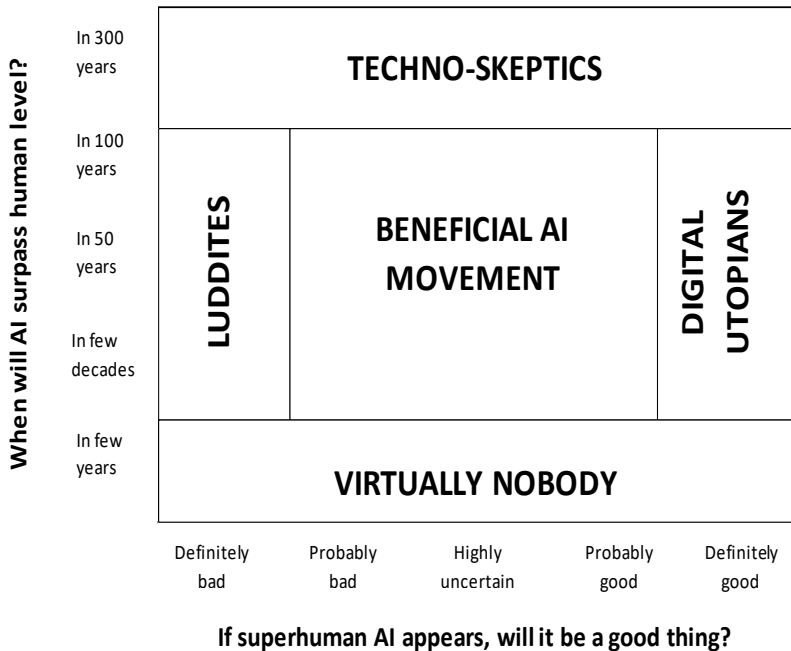 When will AI surpass human level?
In 300
years
In 100
years
In 50
years
In few
decades
In few
years
TECHNO-SKEPTICS
LUDDITES
BENEFICIAL AI
MOVEMENT
DIGITAL
UTOPIANS
VIRTUALLY NOBODY
Definitely
bad
Probably
bad
Highly
uncertain
Probably
good
Definitely
good
If superhuman AI appears, will it be a good thing?